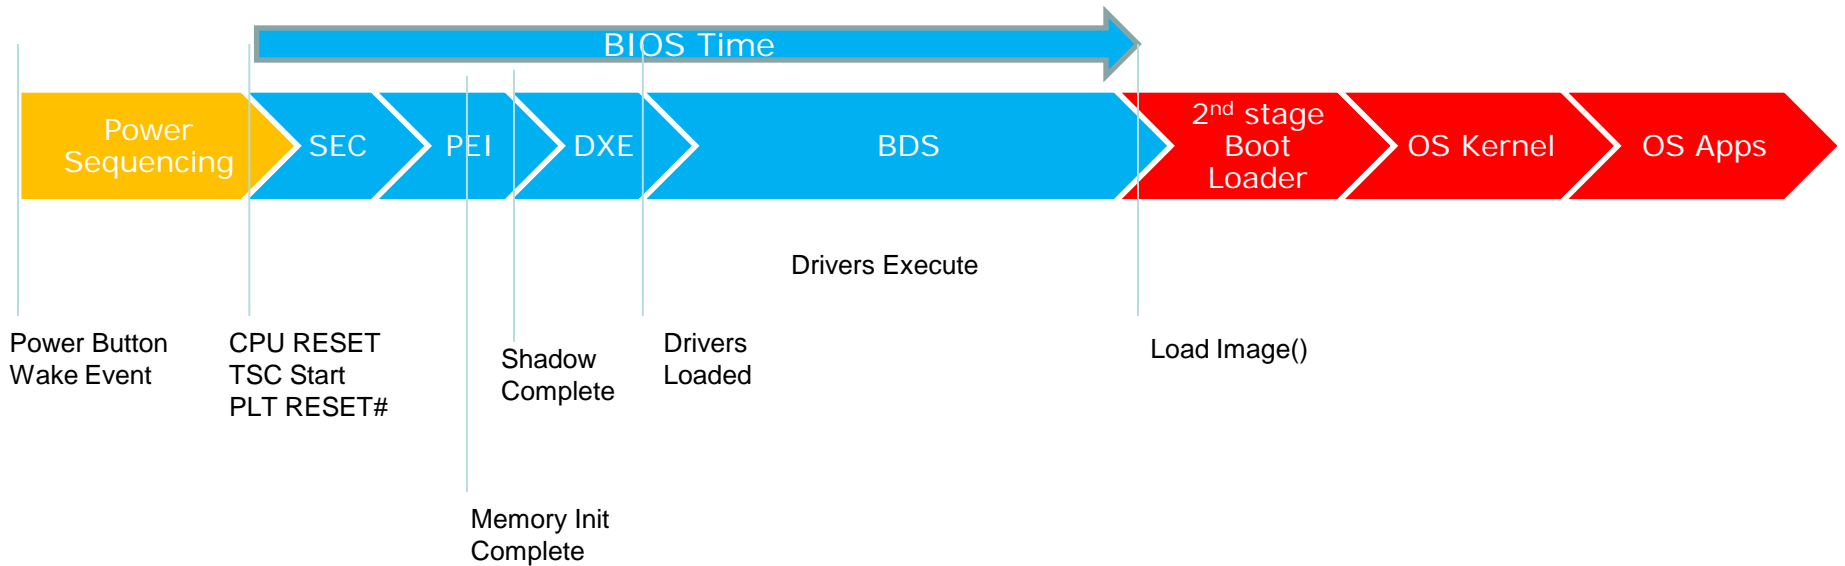 BIOS Time
Power
Sequencing
SEC
PEI
DXE
BDS
2nd stage
Boot
Loader
OS Kernel
OS Apps
Drivers Execute
Power Button
Wake Event
CPU RESET
TSC Start
PLT RESET#
Shadow
Complete
Drivers
Loaded
Load Image()
Memory Init
Complete